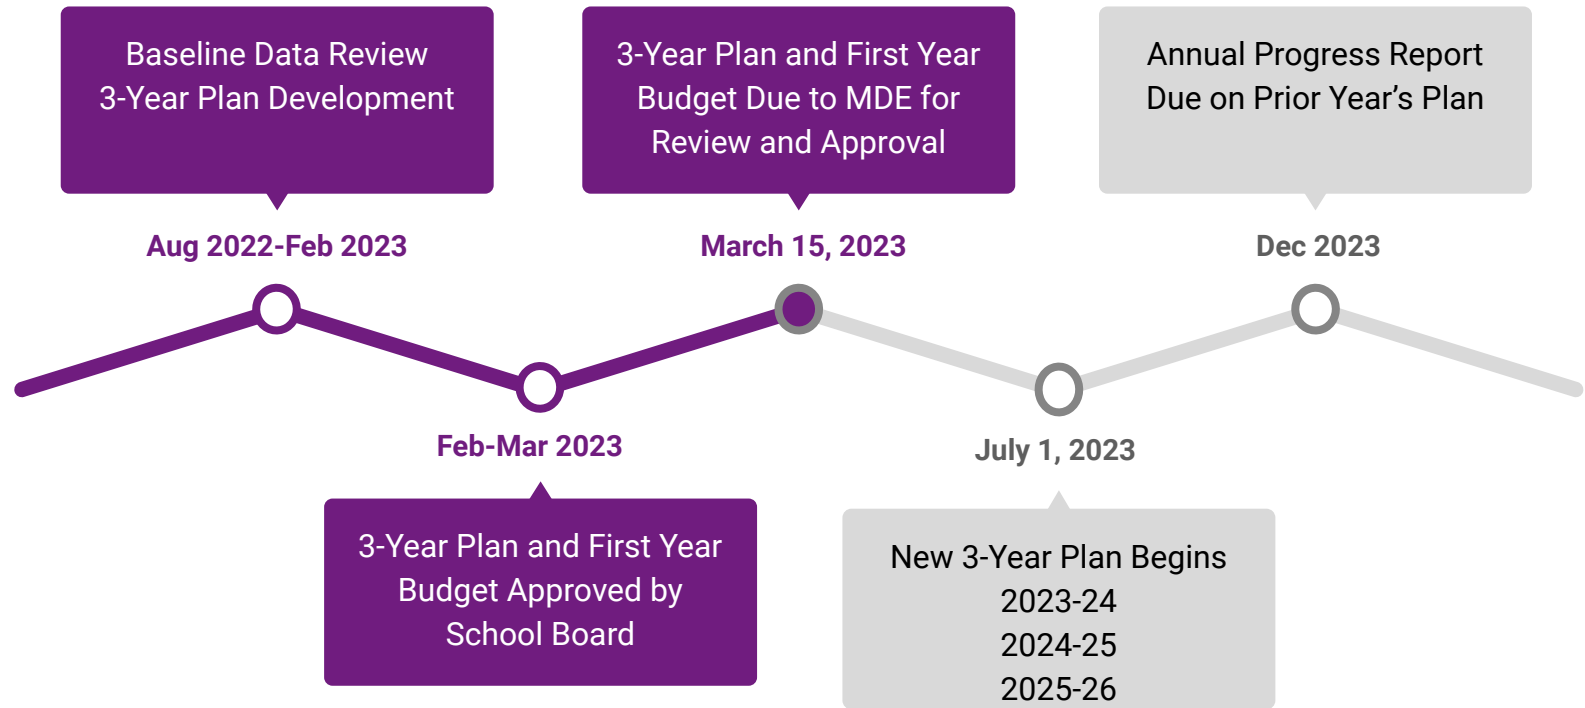 Baseline Data Review
3-Year Plan Development
Aug 2022-Feb 2023
3-Year Plan and First Year
Budget Due to MDE for
Review and Approval
March 15, 2023
Annual Progress Report
Due on Prior Year’s Plan
Dec 2023
Feb-Mar 2023
3-Year Plan and First Year
Budget Approved by
School Board
July 1, 2023
New 3-Year Plan Begins
2023-24
2024-25
2025-26